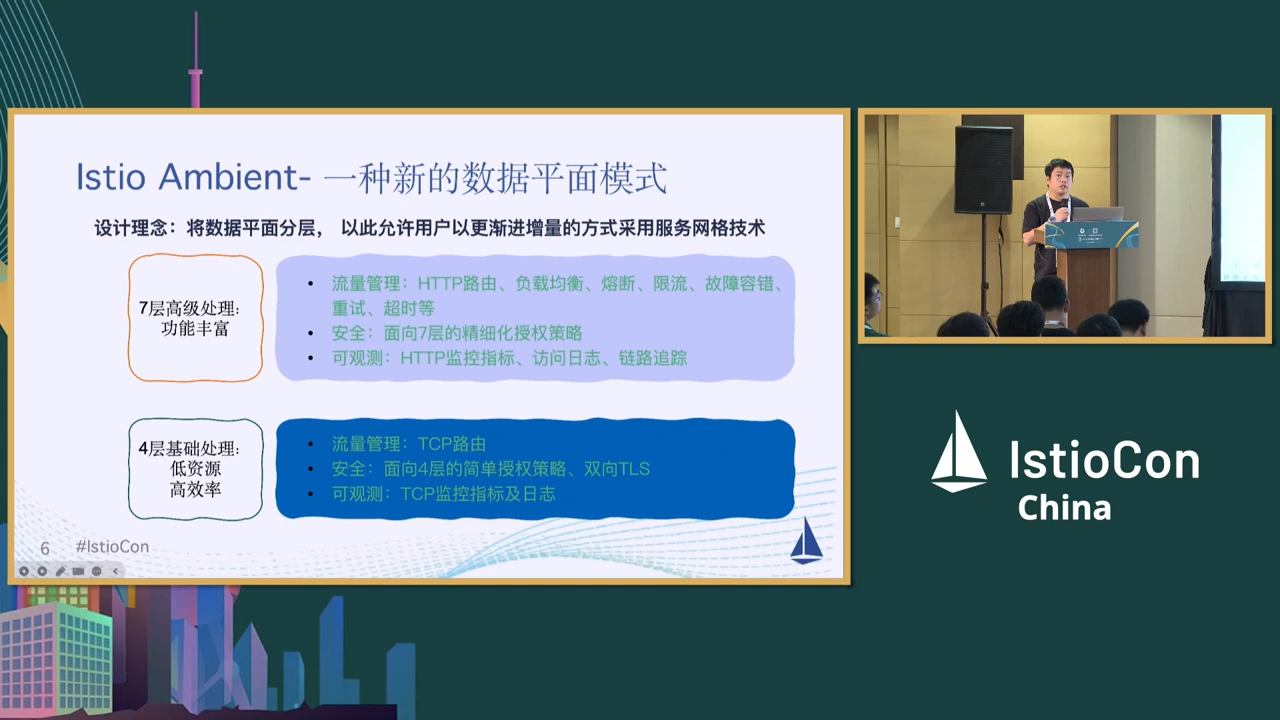 Istio Ambient- 一种新的数据平面模式
设计理念：将数据平面分层， 以此允许用户以更渐进增量的方式采用服务网格技术
7层高级处理：
功能丰富
• 流量管理：HTTP路由、负载均衡、熔断、限流、故障容错、
重试、超时等
• 安全：面向7层的精细化授权策略
• 可观测：HTTP监控指标、访问日志、链路追踪
4层基础处理：
低资源
高效率
• 流量管理：TCP路由
• 安全：面向4层的简单授权策略、双向TLS
• 可观测：TCP监控指标及日志
6
#IstioCon
IstioCon
China